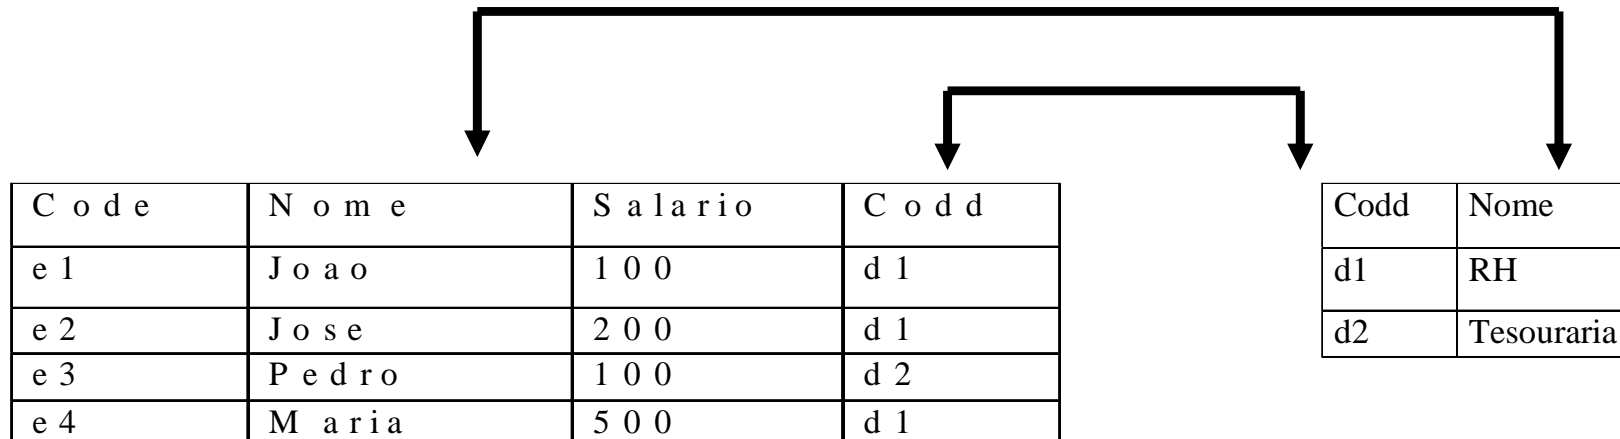 Code Nome Salario Codd
e1 Joao 100 d1
e2 Jose 200 d1
e3 Pedro 100 d2
e4 Maria 500 d1
Codd Nome
d1 RH
d2 Tesouraria